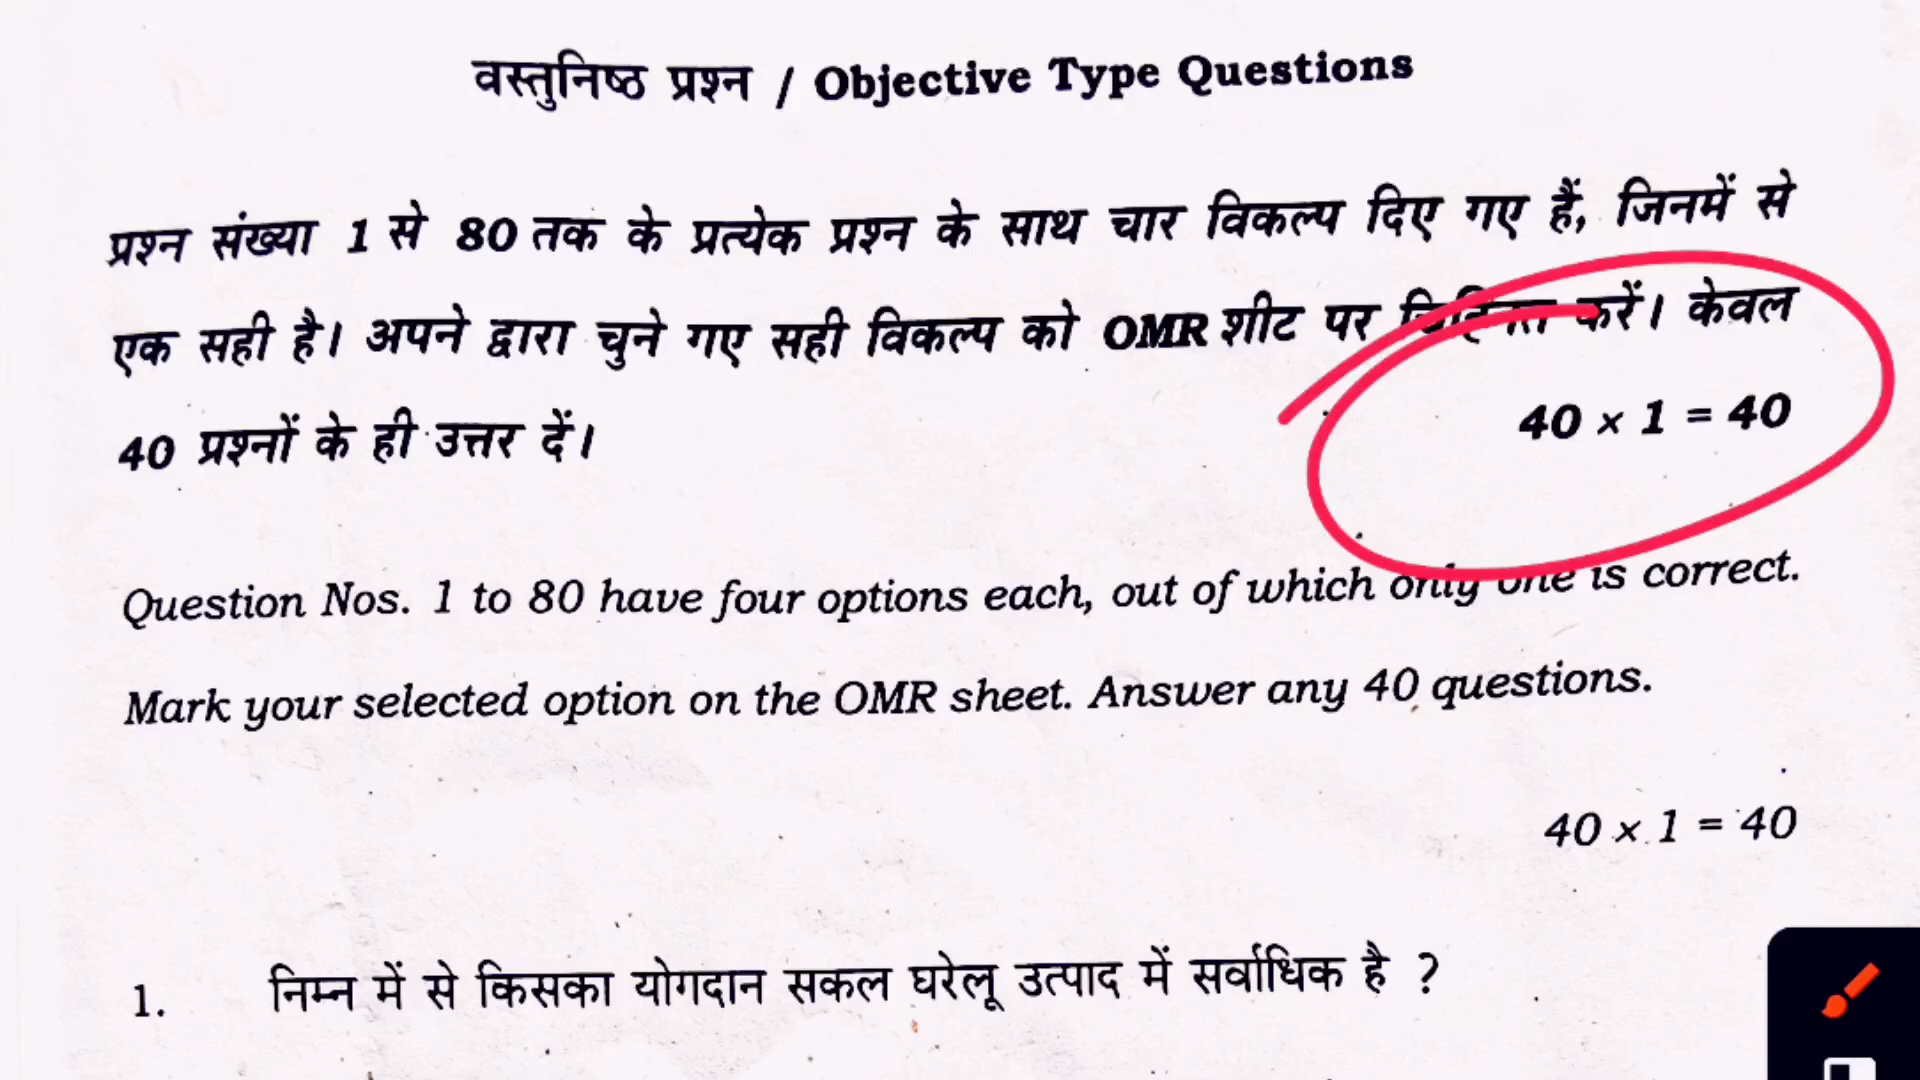 वस्तुनिष्ठ प्रश्न / Objective Type Questions
प्रश्न संख्या 1 से 80 तक के प्रत्येक प्रश्न के साथ चार विकल्प दिए गए हैं, जिनमें से
एक सही है। अपने द्वारा चुने गए सही विकल्प को OMR शीट पर चिह्नित करें। केवल
40 प्रश्नों के ही उत्तर दें।
40 × 1 = 40
Question Nos. 1 to 80 have four options each, out of which only one is correct.
Mark your selected option on the OMR sheet. Answer any 40 questions.
40 × 1 = 40
1. निम्न में से किसका योगदान सकल घरेलू उत्पाद में सर्वाधिक है ?